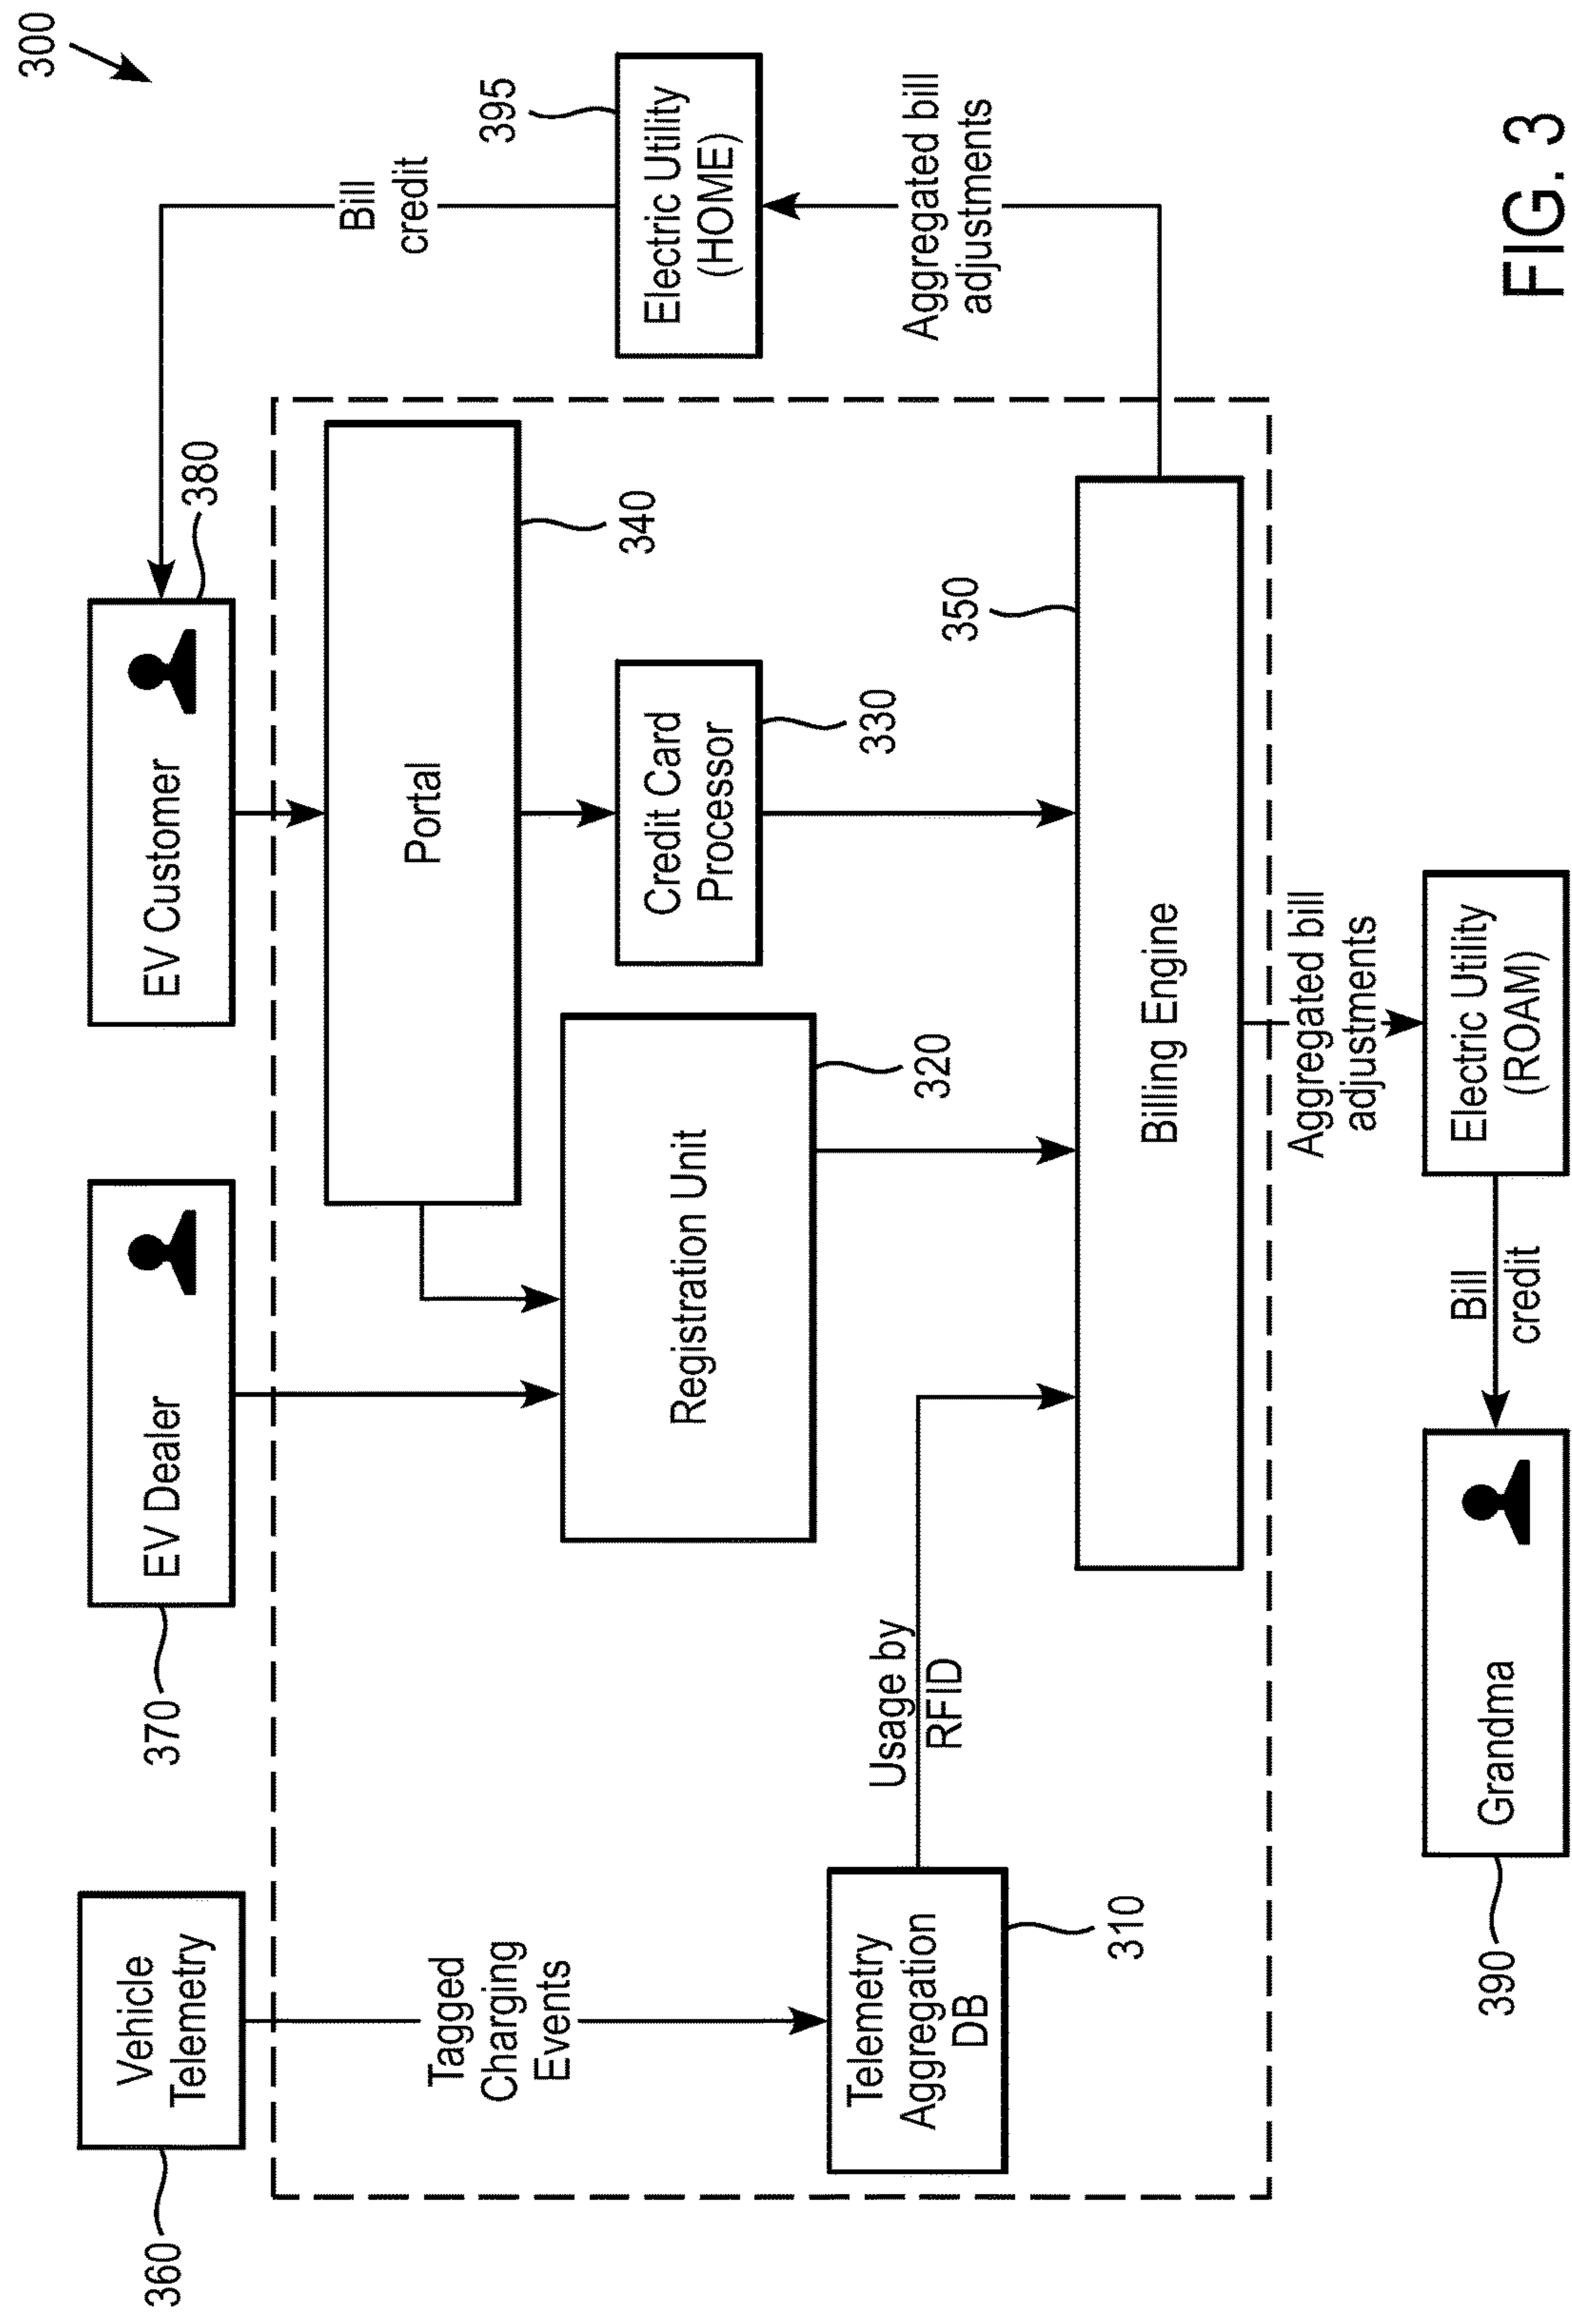 300
360
Vehicle
Telemetry
370
EV Dealer
EV Customer
380
Bill
credit
395
Electric Utility
(HOME)
Aggregated bill
adjustments
Portal
340
Tagged
Charging
Events
Registration Unit
320
Credit Card
Processor
330
Telemetry
Aggregation
DB
310
Usage by
RFID
350
Billing Engine
Aggregated bill
adjustments
390
Grandma
Bill
credit
Electric Utility
(ROAM)
FIG. 3